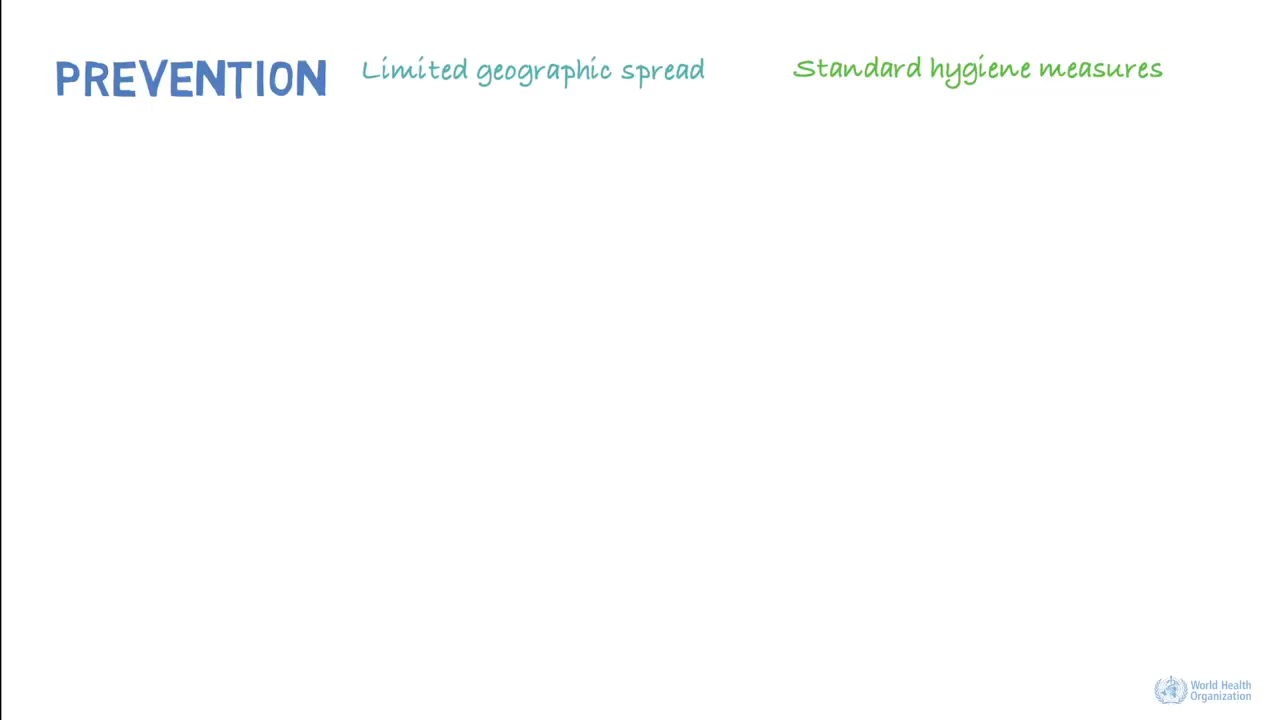 PREVENTION
Limited geographic spread
Standard hygiene measures
World Health
Organization